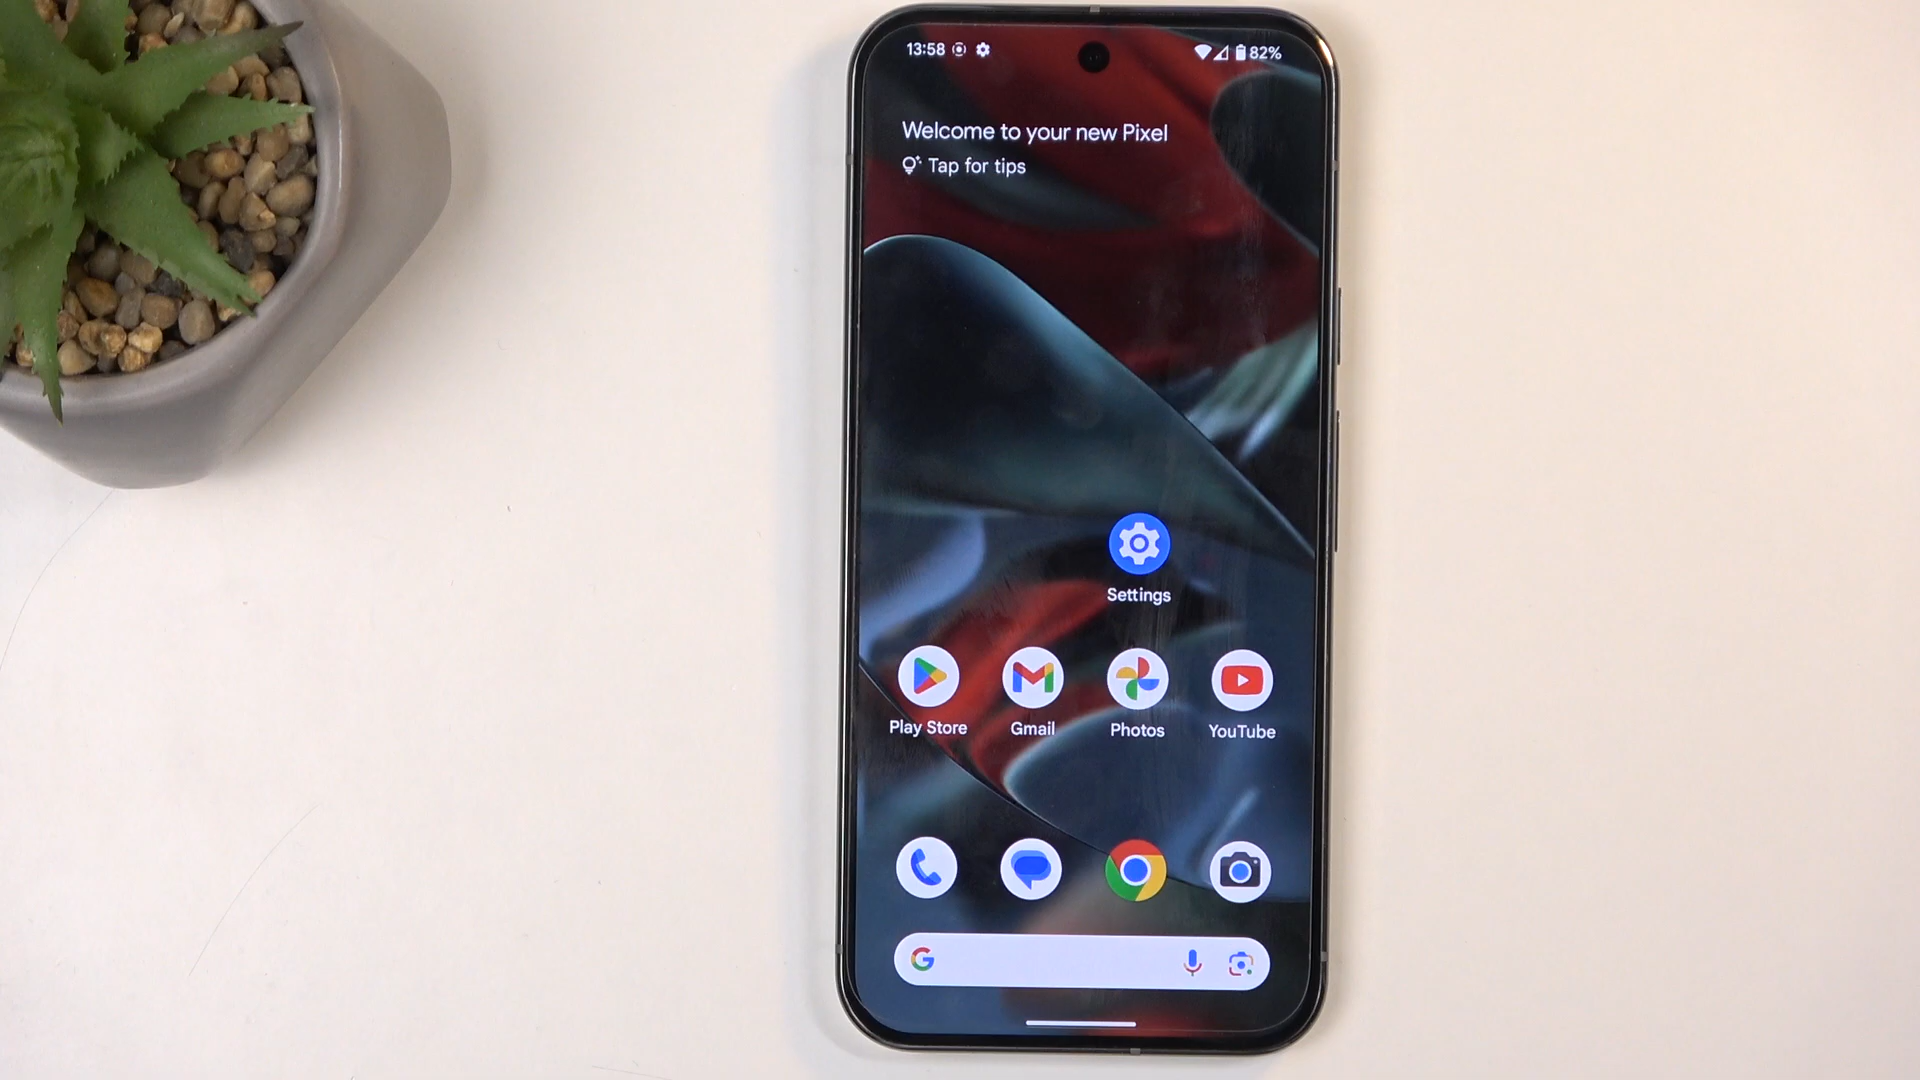 13:58 82%
Welcome to your new Pixel
Tap for tips
Settings
Play Store Gmail Photos YouTube